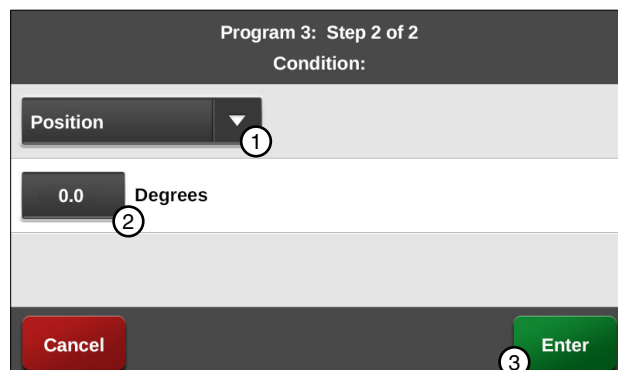 Program 3: Step 2 of 2
Condition:
Position
1
0.0 Degrees
2
Cancel
Enter
3